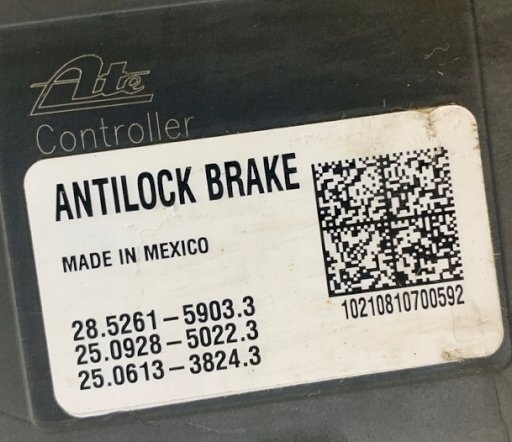 Ate
Controller
ANTILOCK BRAKE
MADE IN MEXICO
10210810700592
28.5261-5903.3
25.0928-5022.3
25.0613-3824.3